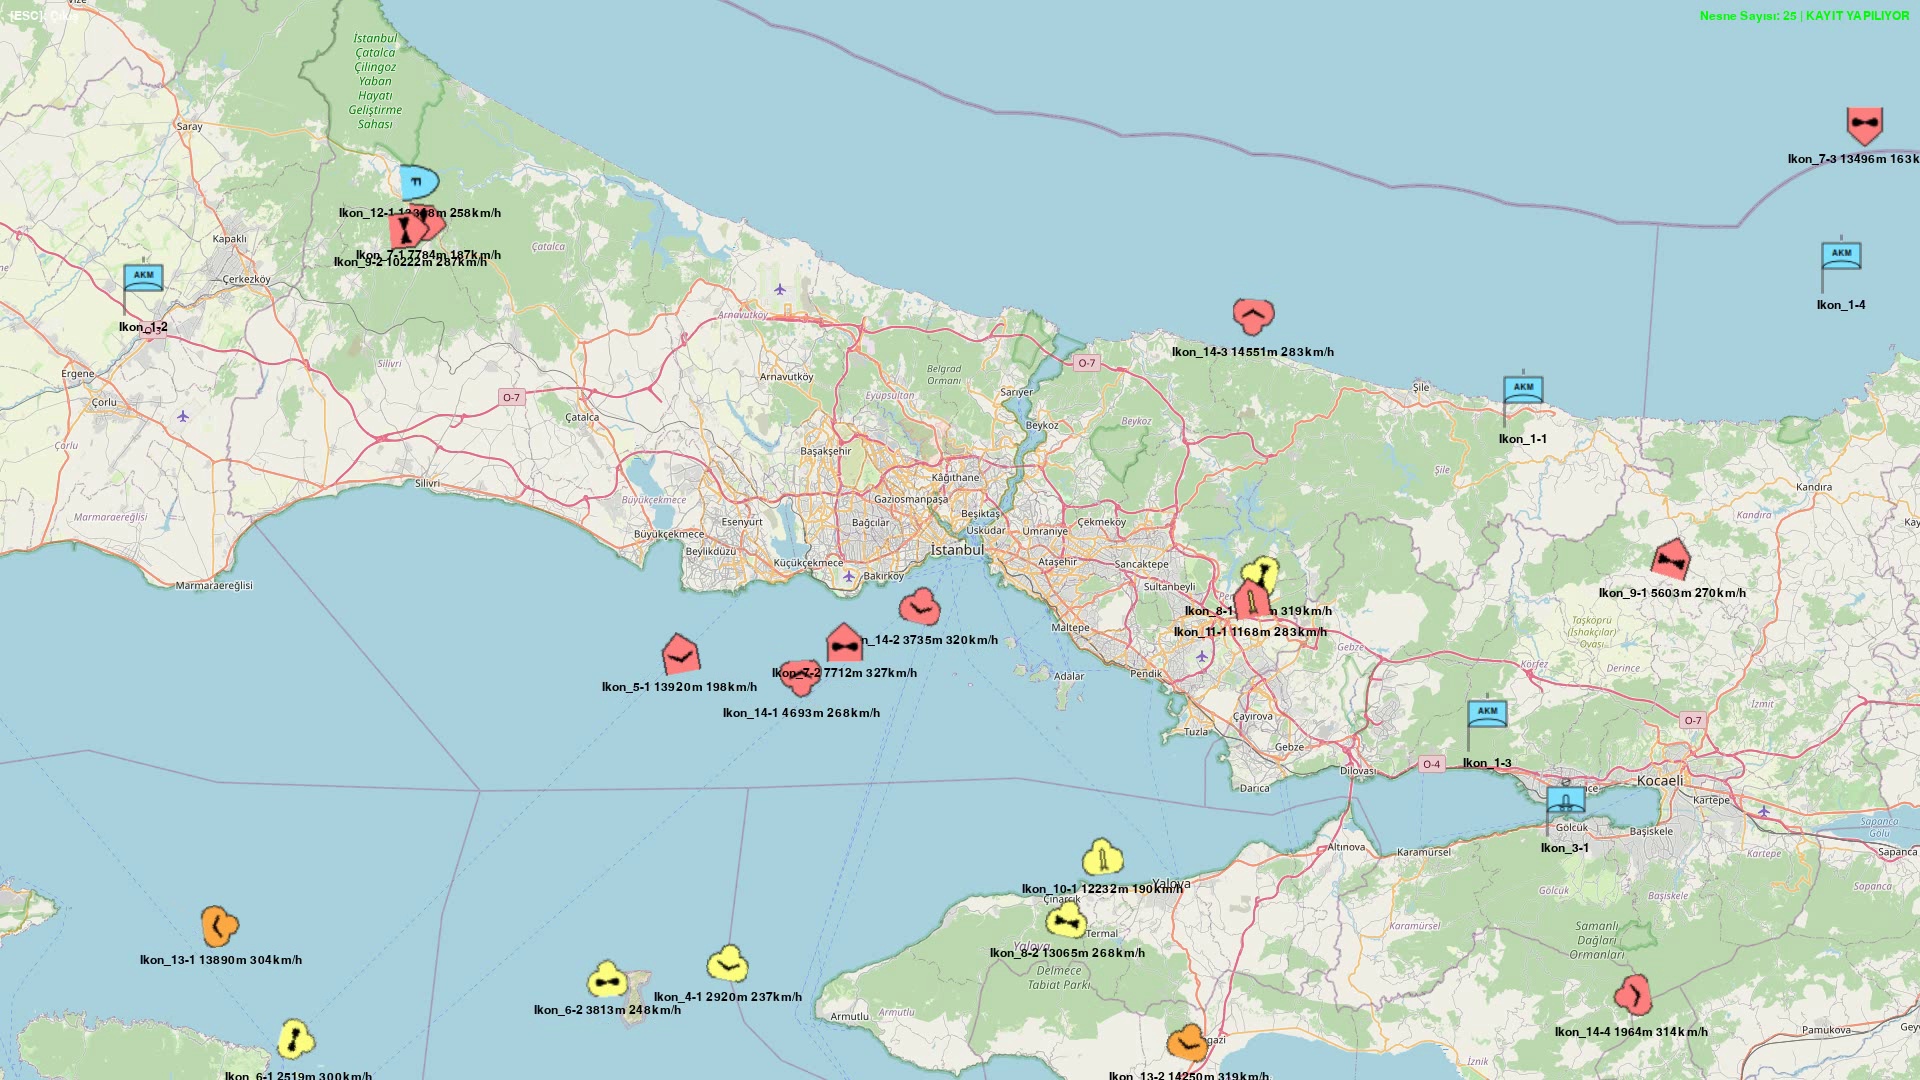 [ESC]: Çıkış
Nesne Sayısı: 25 | KAYIT YAPILIYOR
Vize
İstanbul
Çatalca
Çilingoz
Yaban
Hayatı
Geliştirme
Sahası
Saray
Ikon_7-3 13496m 163k
Ikon_12-1 m 258km/h
Kapaklı
Çatalca
Ikon_7-1 7784m 187km/h
Ikon_9-2 10222m 287km/h
AKM
Ikon_1-4
AKM
Çerkezköy
Ikon_1-2
Arnavutköy
Ikon_14-3 14551m 283km/h
Silivri
O-7
Ergene
Arnavutköy
Belgrad
Ormanı
AKM
Şile
Sarıyer
Eyüpsultan
O-7
Çorlu
Çatalca
Beykoz
Beykoz
Ikon_1-1
Çorlu
Başakşehir
Şile
Kâğıthane
Silivri
Kandıra
Büyükçekmece
Gaziosmanpaşa
Beşiktaş
Kandıra
Marmaraereğlisi
Esenyurt
Bağcılar
Çekmeköy
Kay
Üsküdar
Ümraniye
Büyükçekmece
Beylikdüzü
İstanbul
Küçükçekmece
Ataşehir
Sancaktepe
Bakırköy
Marmaraereğlisi
Sultanbeyli
Ikon_9-1 5603m 270km/h
Ikon_8-1 m 319km/h
Taşköprü
(Ishakçılar)
Ovası
Maltepe
Ikon_11-1 1168m 283km/h
n_14-2 3735m 320km/h
Gebze
Körfez
Derince
Ikon_7-2 7712m 327km/h
Pendik
Adalar
Ikon_5-1 13920m 198km/h
İzmit
Ikon_14-1 4693m 268km/h
AKM
Çayırova
O-7
Tuzla
Gebze
Ikon_1-3
O-4
Dilovası
Kocaeli
Darıca
ce
Kartepe
Gölcük
Başiskele
Sapanca
Gölü
Ikon_3-1
Altınova
Karamürsel
Kartepe
Sapanca
Yalova
Ikon_10-1 12232m 190km/h
Çınarcık
Gölcük
Başiskele
Sapanca
Karamürsel
Samanlı
Dağları
Ormanları
Termal
Yalova
Ikon_8-2 13065m 268km/h
Ikon_13-1 13890m 304km/h
Delmece
Tabiat Parkı
Ikon_4-1 2920m 237km/h
Ikon_6-2 3813m 248km/h
Armutlu
Armutlu
Ikon_14-4 1964m 314km/h
Pamukova
Geyv
gazi
İznik
Ikon_6-1 2519m 300km/h
Ikon_13-2 14250m 319km/h